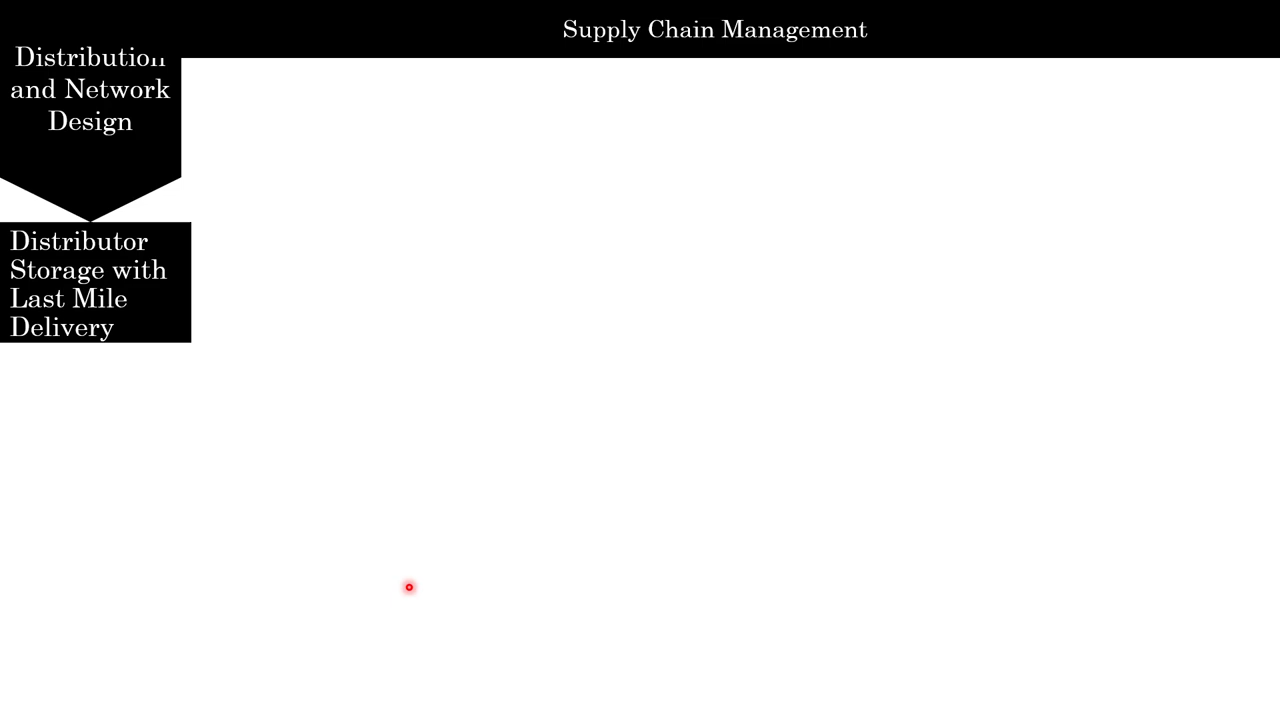 Supply Chain Management
Distribution
and Network
Design
Distributor
Storage with
Last Mile
Delivery